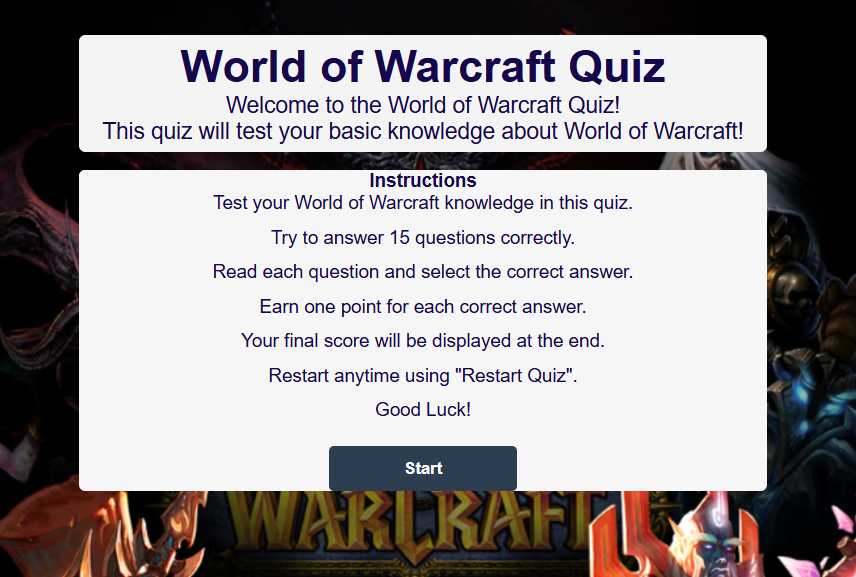 World of Warcraft Quiz
Welcome to the World of Warcraft Quiz!
This quiz will test your basic knowledge about World of Warcraft!
Instructions
Test your World of Warcraft knowledge in this quiz.
Try to answer 15 questions correctly.
Read each question and select the correct answer.
Earn one point for each correct answer.
Your final score will be displayed at the end.
Restart anytime using "Restart Quiz".
Good Luck!
Start
WARCRAFT